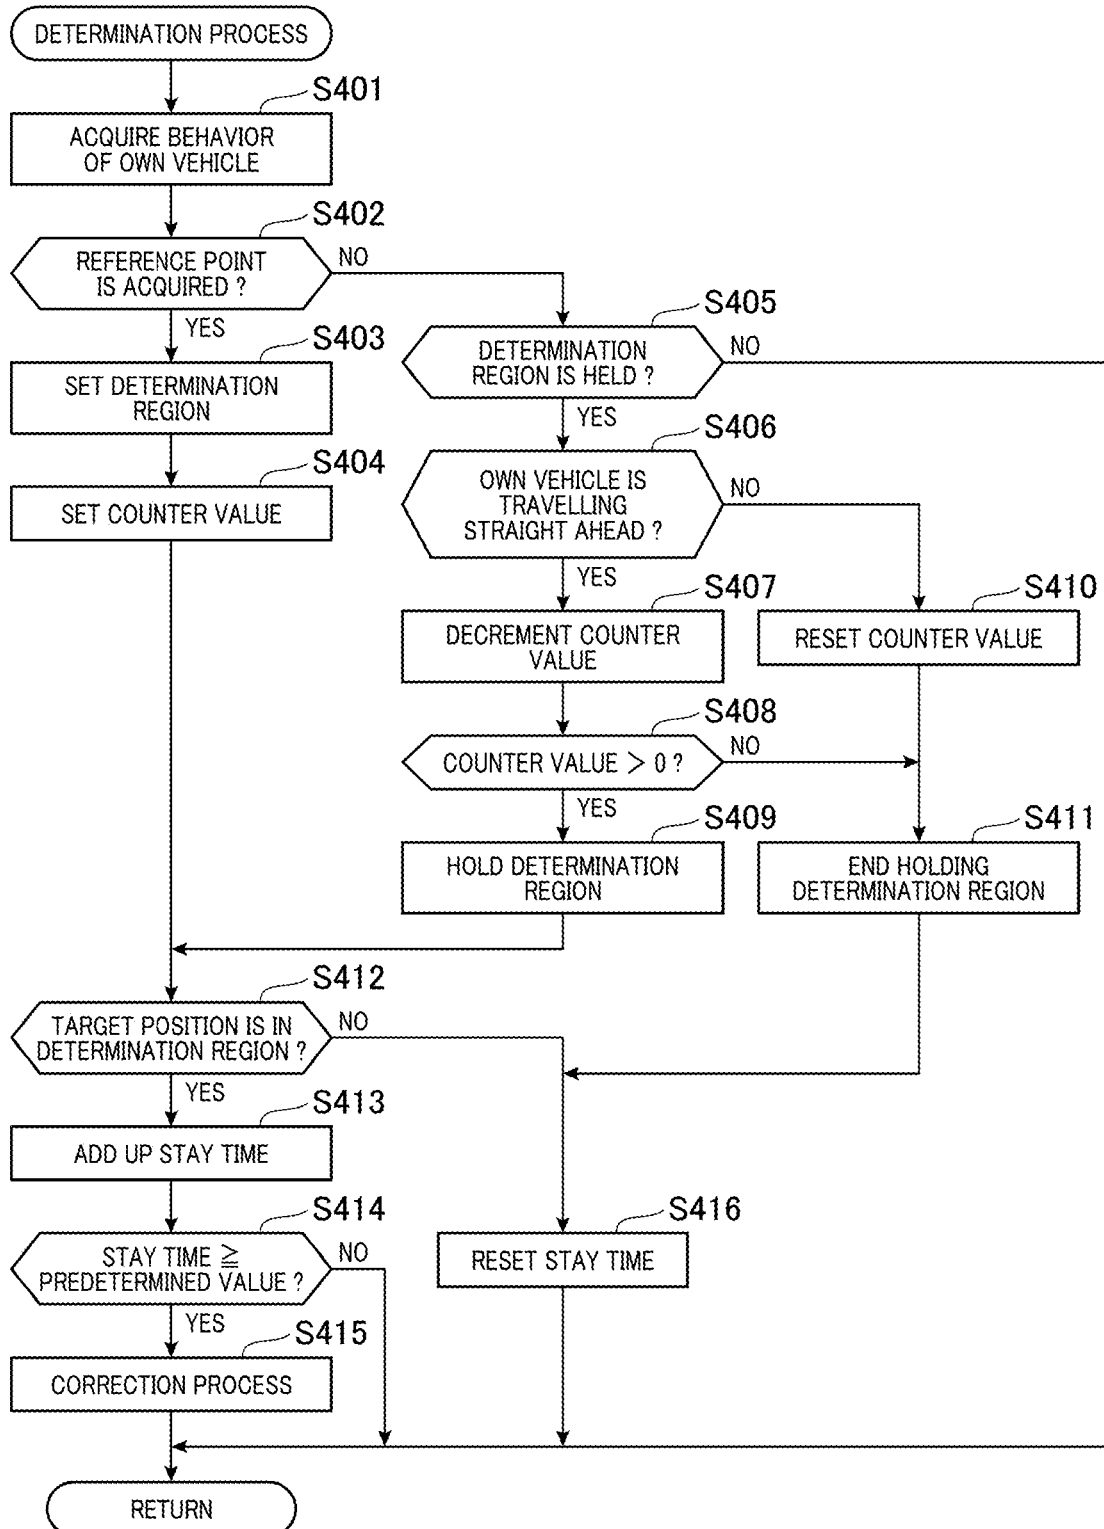 DETERMINATION PROCESS
S401
ACQUIRE BEHAVIOR
OF OWN VEHICLE
S402
REFERENCE POINT
IS ACQUIRED ?
NO
YES
S403
SET DETERMINATION
REGION
S404
SET COUNTER VALUE
S405
DETERMINATION
REGION IS HELD ?
NO
YES
S406
OWN VEHICLE IS
TRAVELLING
STRAIGHT AHEAD ?
NO
YES
S407
DECREMENT COUNTER
VALUE
S410
RESET COUNTER VALUE
S408
COUNTER VALUE > 0 ?
NO
YES
S409
HOLD DETERMINATION
REGION
S411
END HOLDING
DETERMINATION REGION
S412
TARGET POSITION IS IN
DETERMINATION REGION ?
NO
YES
S413
ADD UP STAY TIME
S414
STAY TIME ≧
PREDETERMINED VALUE ?
NO
YES
S416
RESET STAY TIME
S415
CORRECTION PROCESS
RETURN